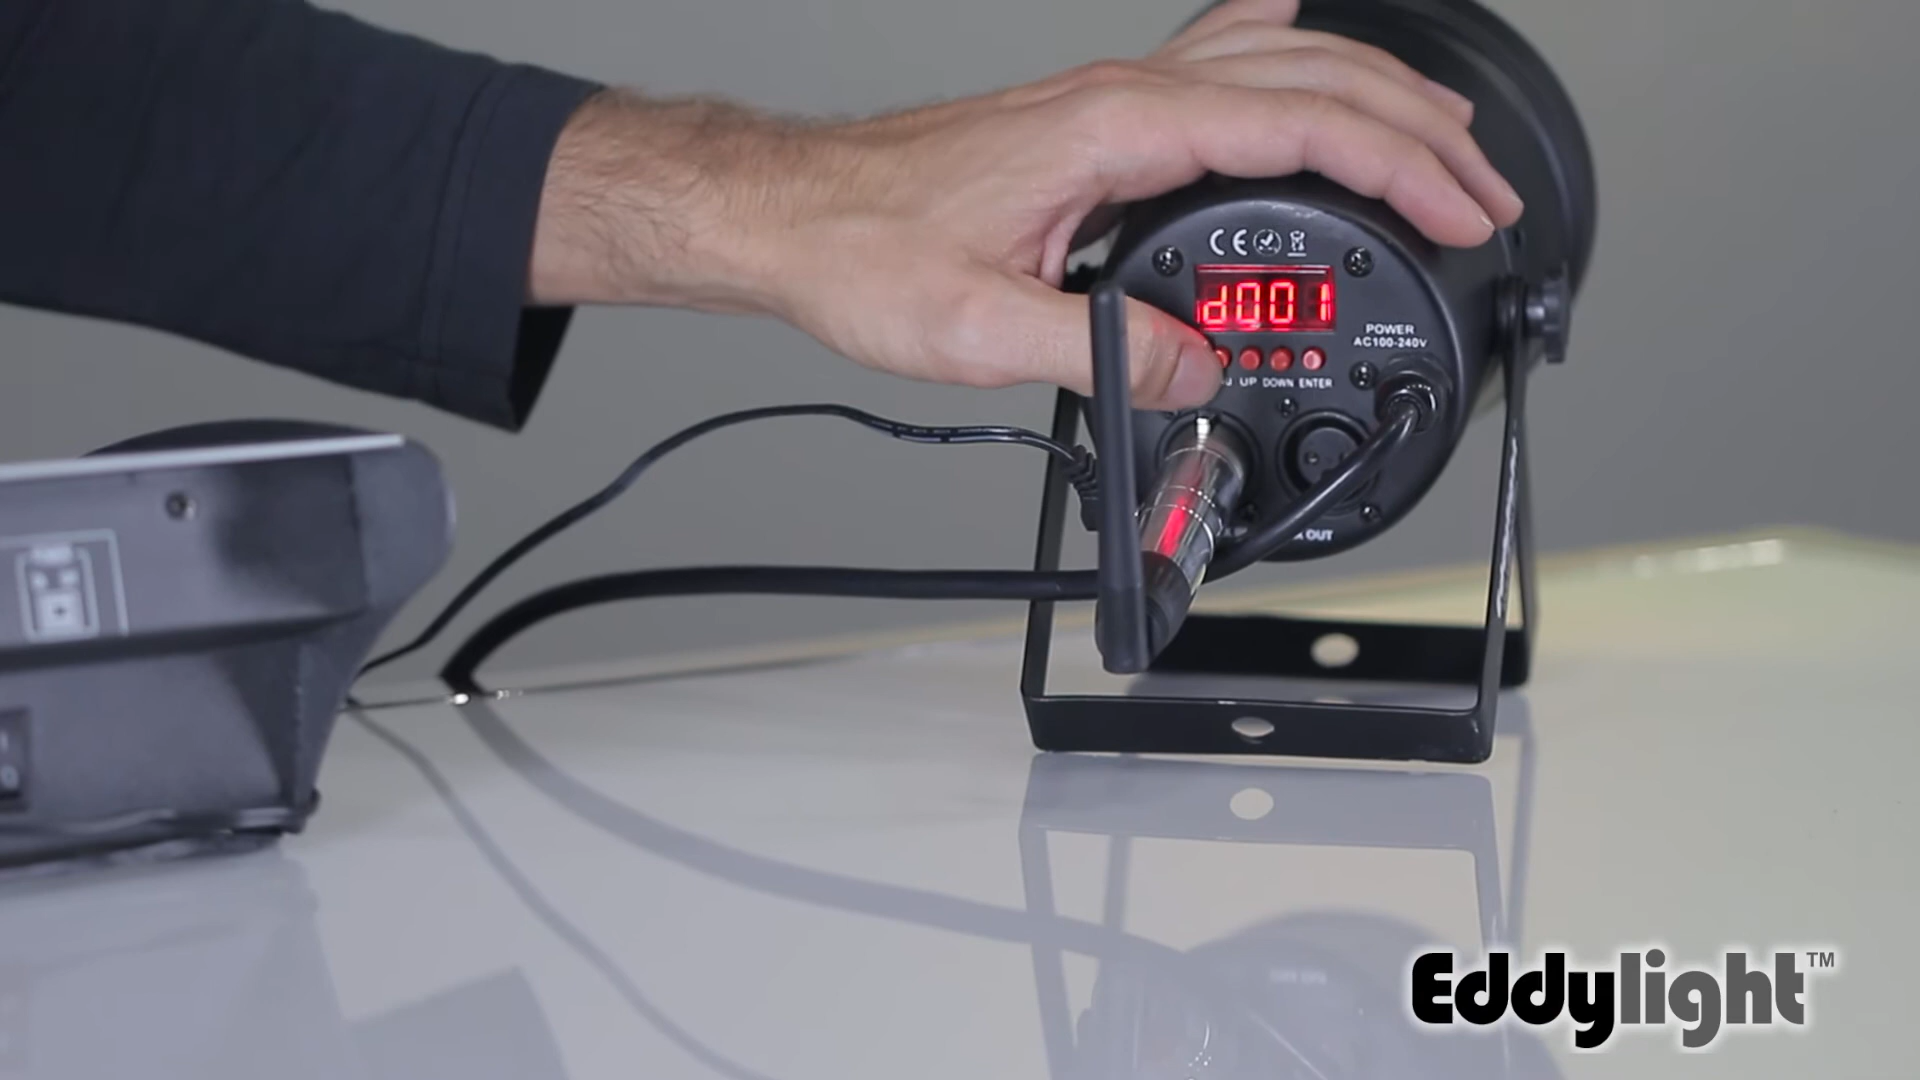 CE
d001
POWER
AC100-240V
UP DOWN ENTER
OUT
Eddylight™